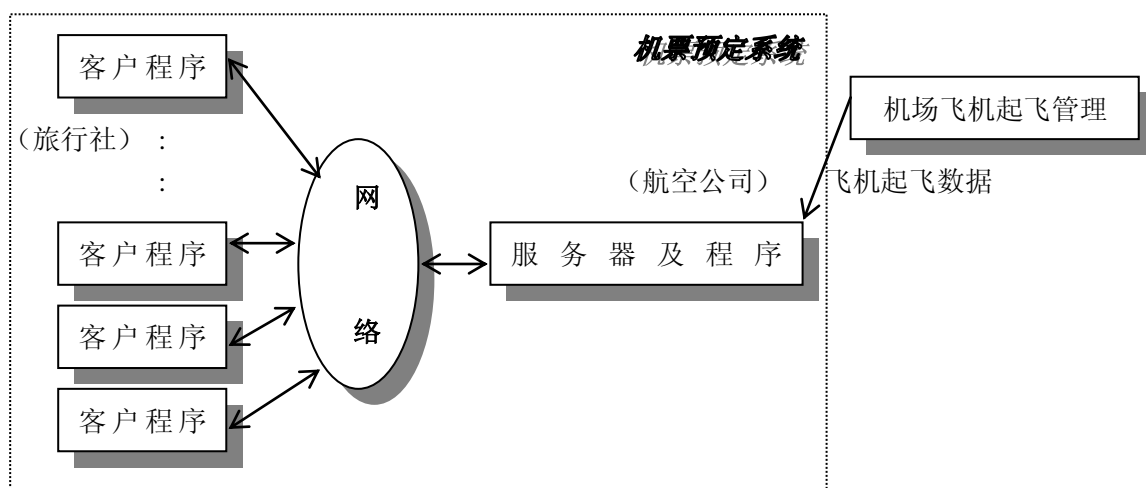 机票预定系统
客户程序
机场飞机起飞管理
（旅行社）:
:
网
络
（航空公司）
飞机起飞数据
客户程序
服务器及程序
客户程序
客户程序